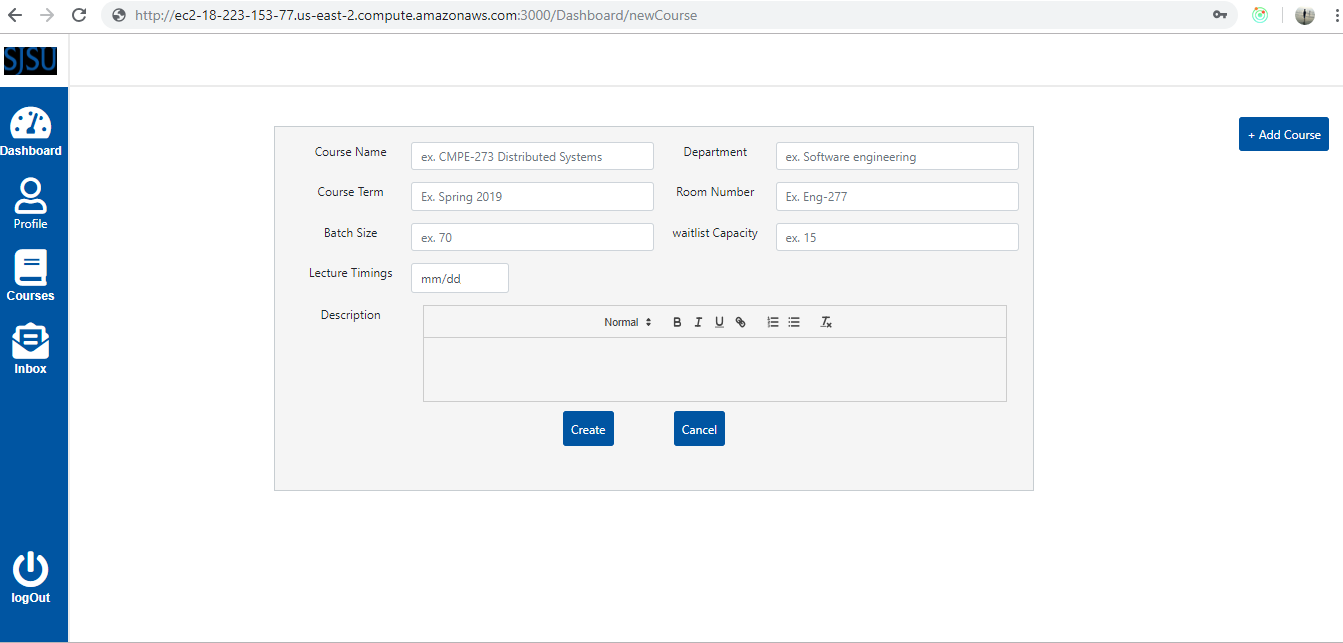 http://ec2-18-223-153-77.us-east-2.compute.amazonaws.com:3000/Dashboard/newCourse
SJSU
Dashboard
Profile
Courses
Inbox
logOut
+ Add Course
Course Name ex. CMPE-273 Distributed Systems Department ex. Software engineering
Course Term Ex. Spring 2019 Room Number Ex. Eng-277
Batch Size ex. 70 waitlist Capacity ex. 15
Lecture Timings mm/dd
Description
Normal B I U
Create Cancel